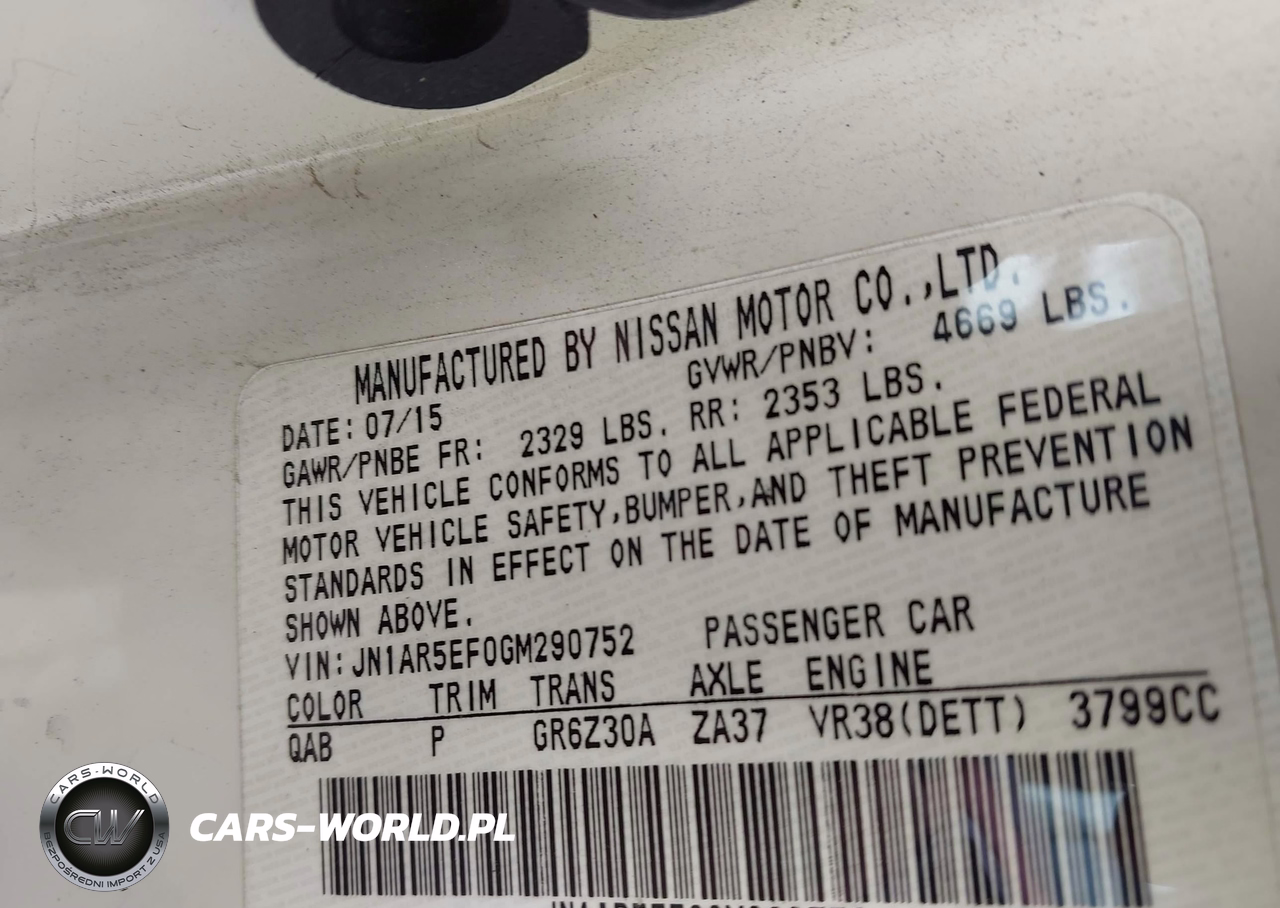 MANUFACTURED BY NISSAN MOTOR CO.,LTD.
DATE: 07/15 GVWR/PNBV: 4669 LBS.
GAWR/PNBE FR: 2329 LBS. RR: 2353 LBS.
THIS VEHICLE CONFORMS TO ALL APPLICABLE FEDERAL
MOTOR VEHICLE SAFETY,BUMPER,AND THEFT PREVENTION
STANDARDS IN EFFECT ON THE DATE OF MANUFACTURE
SHOWN ABOVE.
VIN:JN1AR5EF0GM290752 PASSENGER CAR
COLOR TRIM TRANS AXLE ENGINE
QAB P GR6Z30A ZA37 VR38(DETT) 3799CC
CARS-WORLD
CW
BEZPOŚREDNI IMPORT Z USA
CARS-WORLD.PL